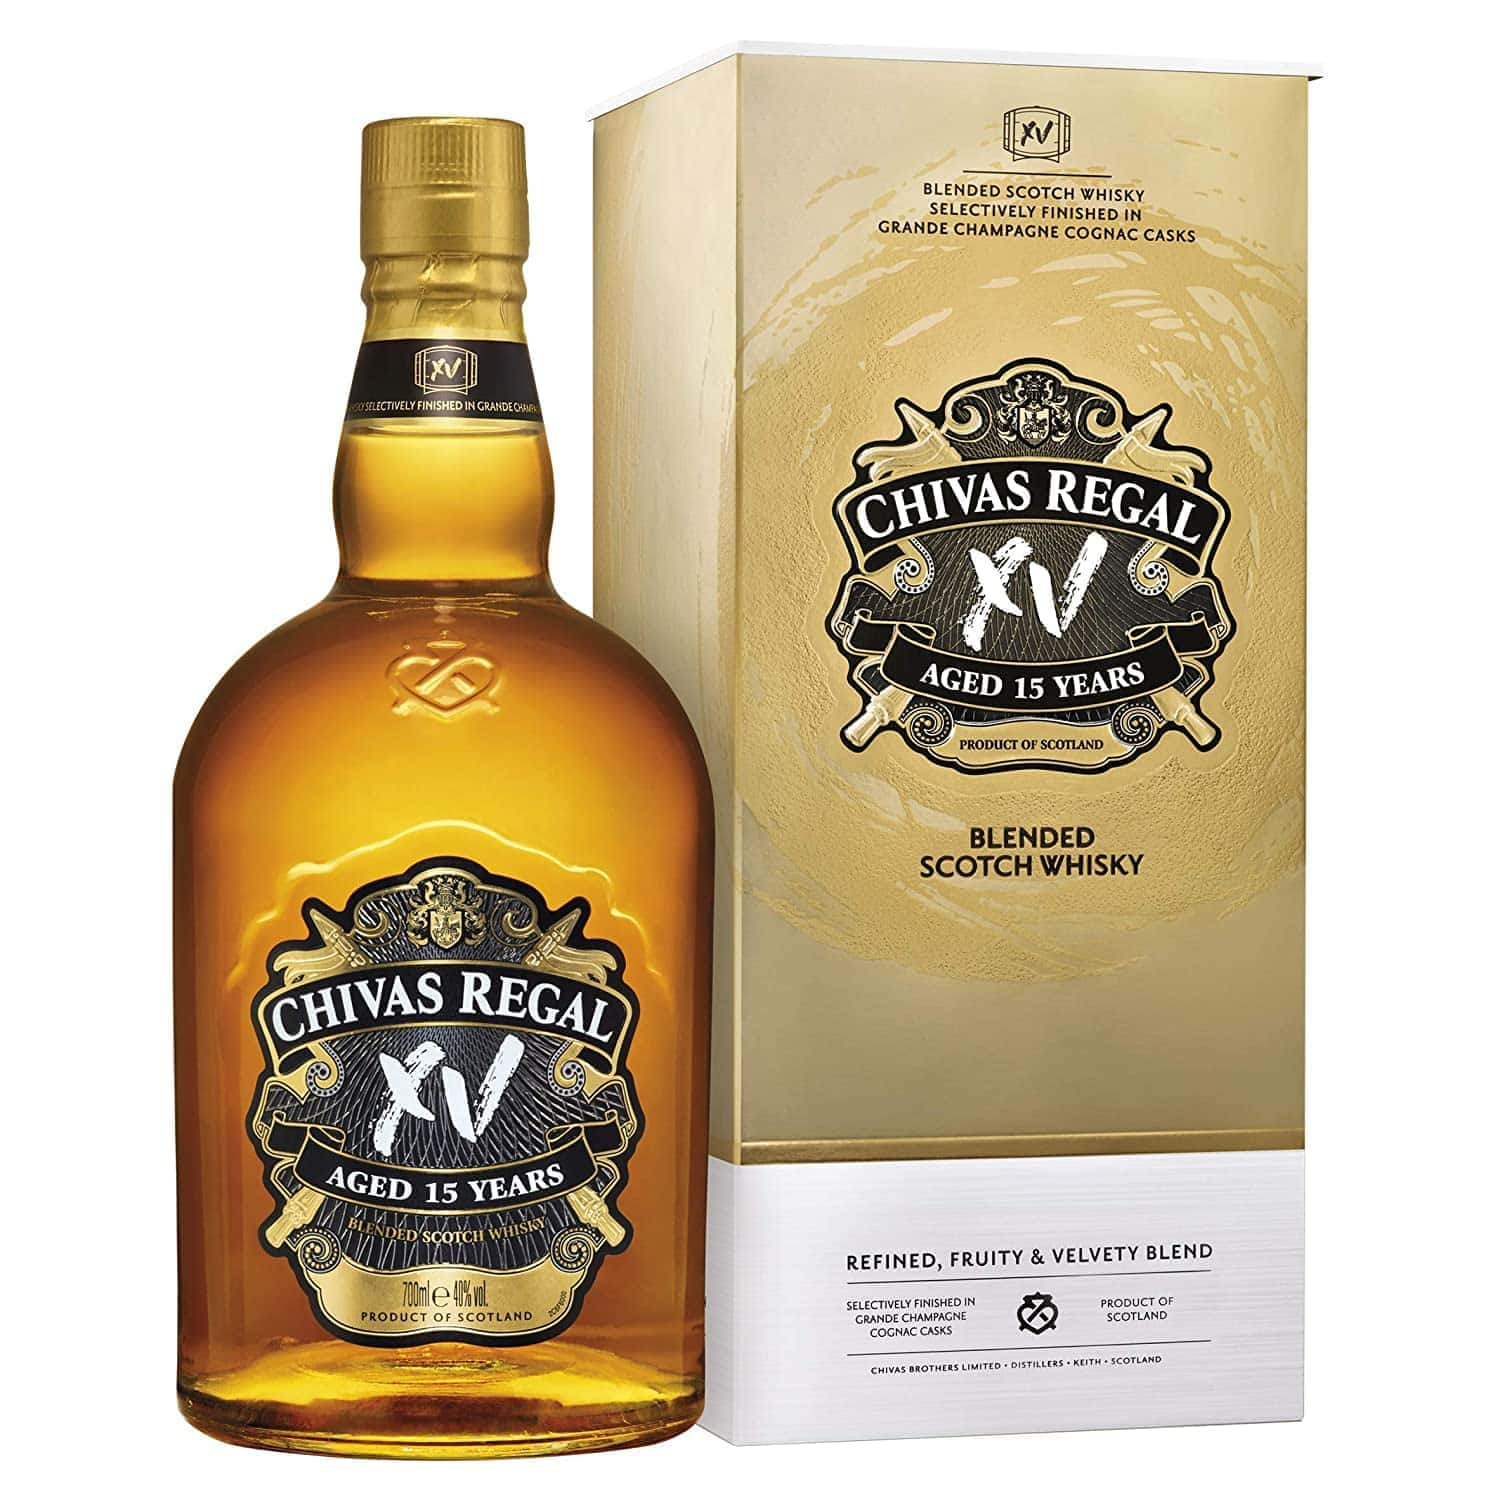 XV
SELECTIVELY FINISHED IN GRANDE
CHIVAS REGAL
XV
AGED 15 YEARS
BLENDED SCOTCH WHISKY
700ml e 40% vol.
PRODUCT OF SCOTLAND
XV
BLENDED SCOTCH WHISKY
SELECTIVELY FINISHED IN
GRANDE CHAMPAGNE COGNAC CASKS
CHIVAS REGAL
XV
AGED 15 YEARS
PRODUCT OF SCOTLAND
BLENDED
SCOTCH WHISKY
REFINED, FRUITY & VELVETY BLEND
SELECTIVELY FINISHED IN
GRANDE CHAMPAGNE
COGNAC CASKS
PRODUCT OF
SCOTLAND
CHIVAS BROTHERS LIMITED • DISTILLERS • KEITH • SCOTLAND